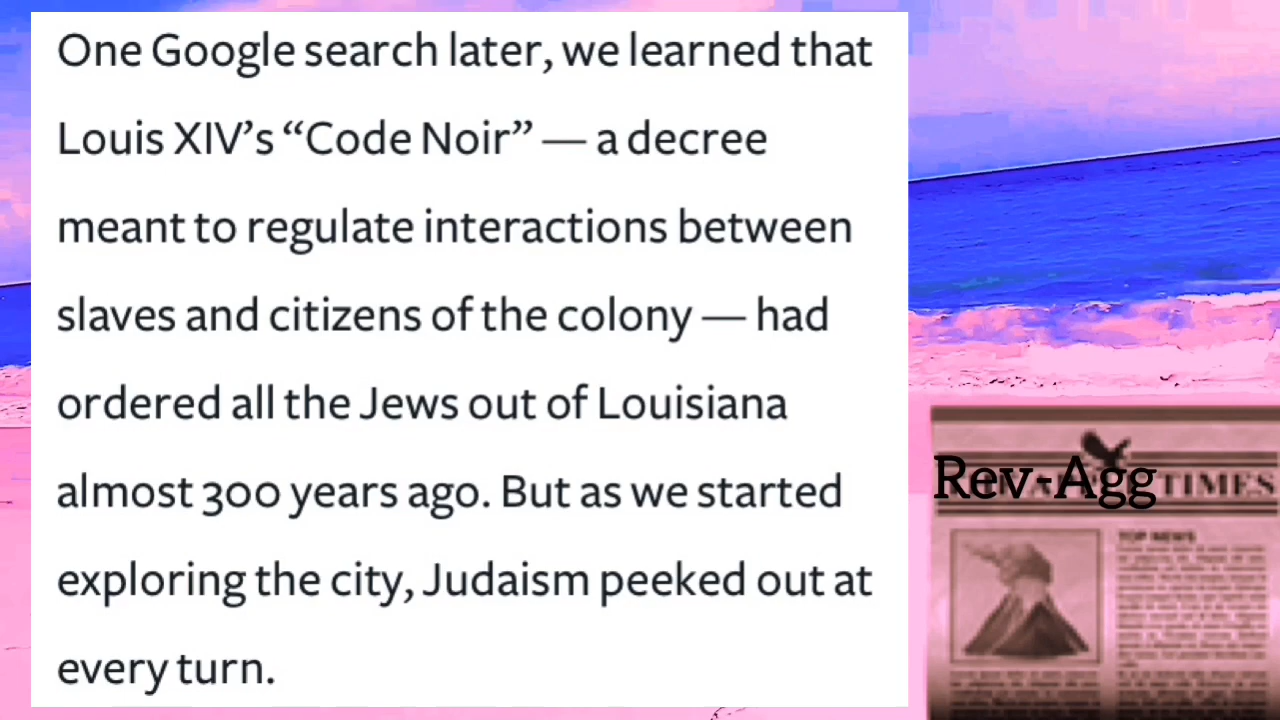 One Google search later, we learned that
Louis XIV’s “Code Noir” — a decree
meant to regulate interactions between
slaves and citizens of the colony — had
ordered all the Jews out of Louisiana
almost 300 years ago. But as we started
exploring the city, Judaism peeked out at
every turn.
Rev-Agg
TIMES
TOP NEWS